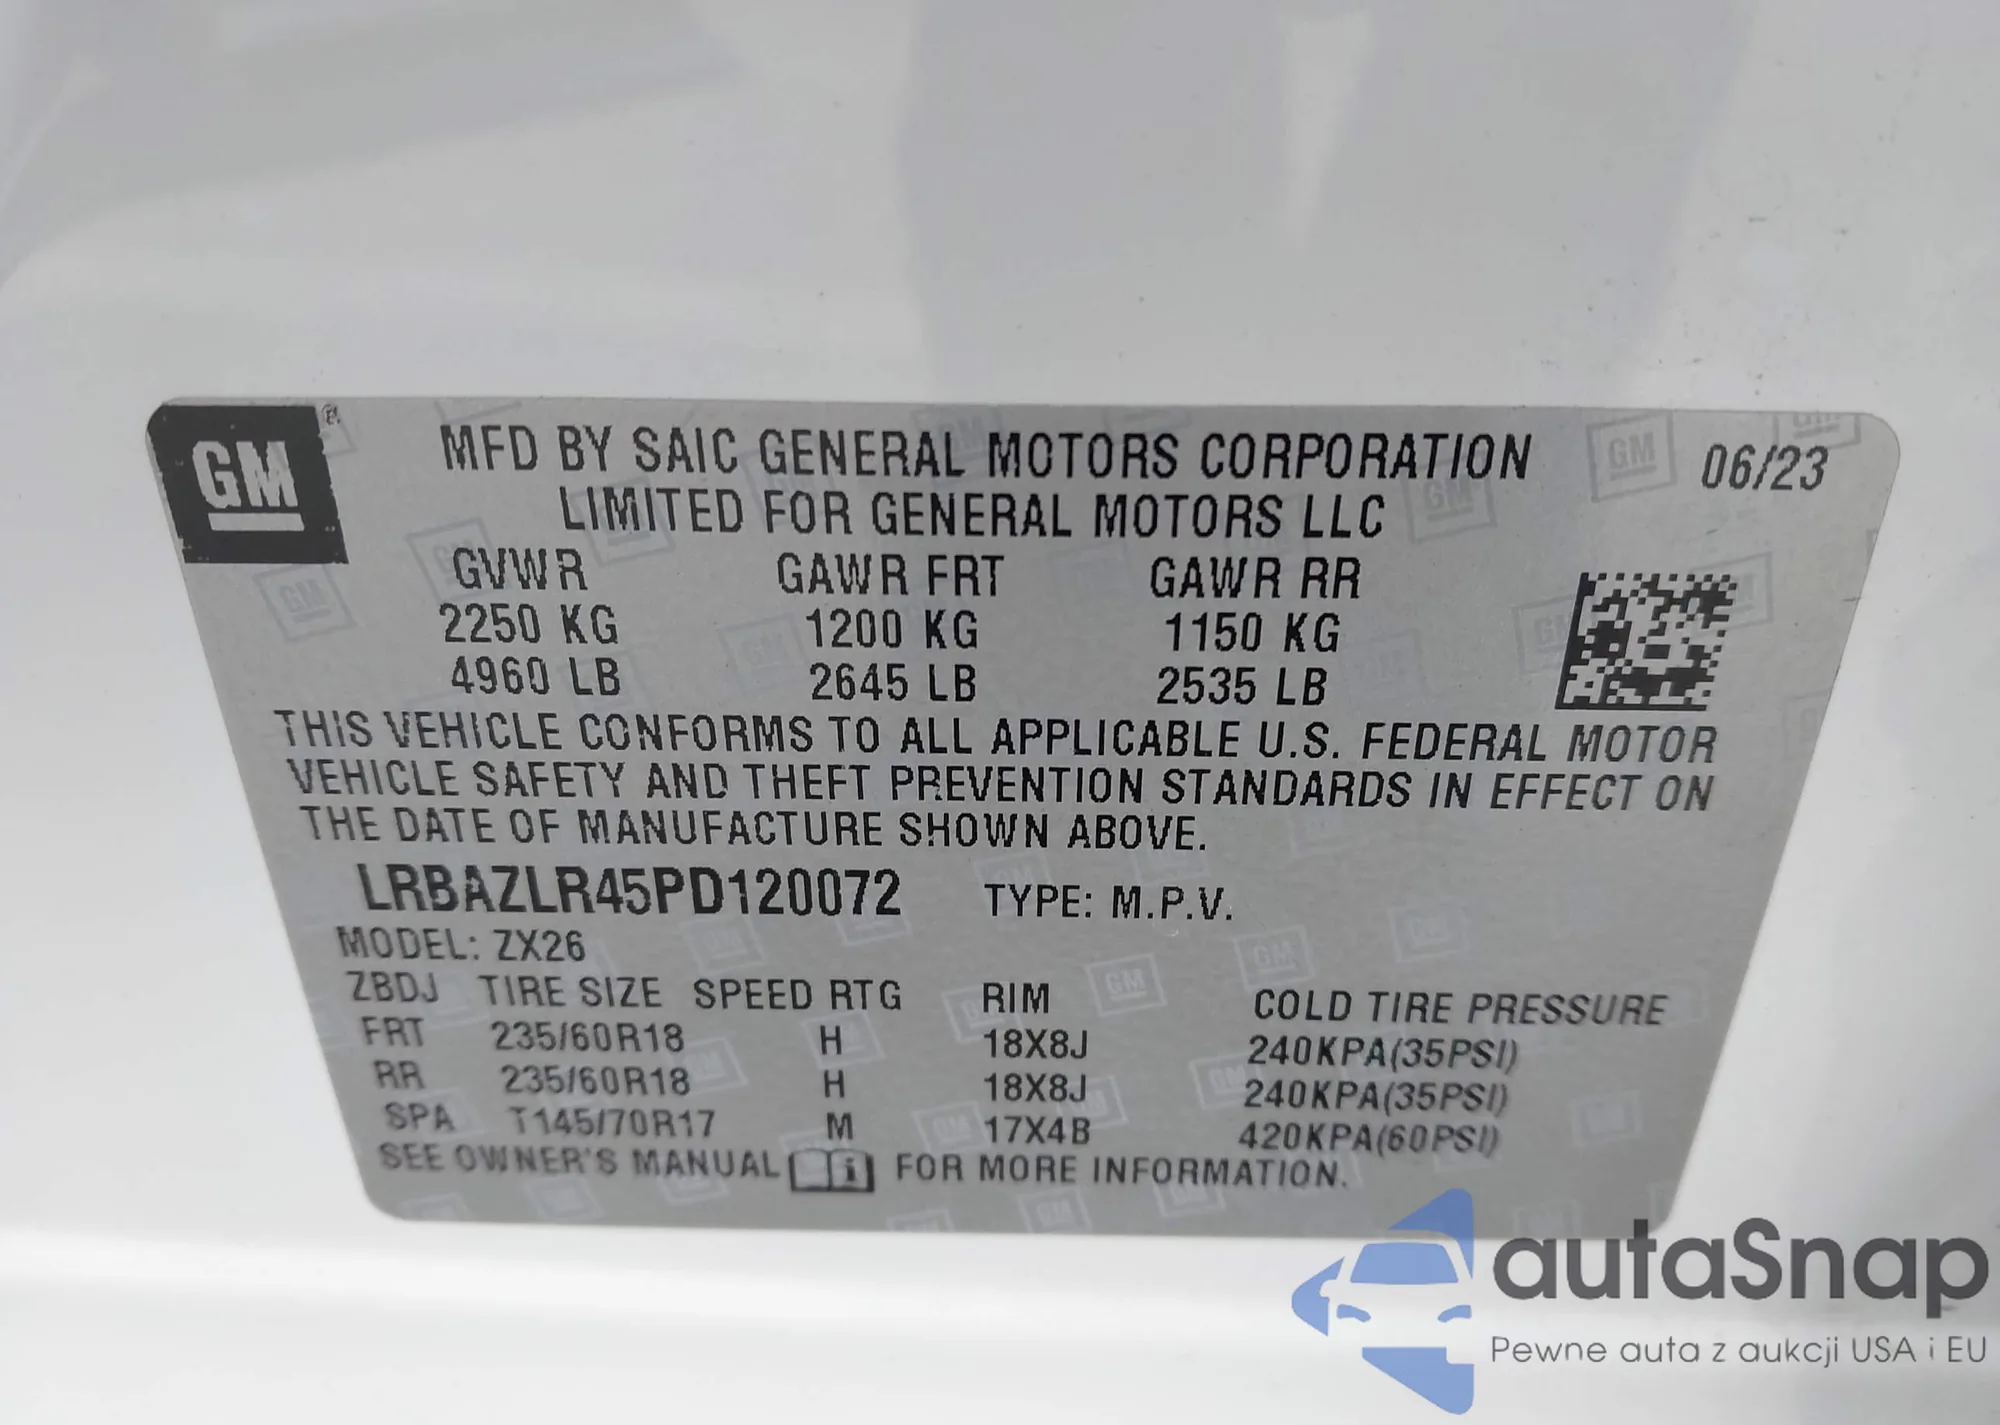 GM
MFD BY SAIC GENERAL MOTORS CORPORATION 06/23
LIMITED FOR GENERAL MOTORS LLC
GVWR GAWR FRT GAWR RR
2250 KG 1200 KG 1150 KG
4960 LB 2645 LB 2535 LB
THIS VEHICLE CONFORMS TO ALL APPLICABLE U.S. FEDERAL MOTOR
VEHICLE SAFETY AND THEFT PREVENTION STANDARDS IN EFFECT ON
THE DATE OF MANUFACTURE SHOWN ABOVE.
LRBAZLR45PD120072 TYPE: M.P.V.
MODEL: ZX26
ZBDJ TIRE SIZE SPEED RTG RIM COLD TIRE PRESSURE
FRT 235/60R18 H 18X8J 240KPA(35PSI)
RR 235/60R18 H 18X8J 240KPA(35PSI)
SPA T145/70R17 M 17X4B 420KPA(60PSI)
SEE OWNER'S MANUAL FOR MORE INFORMATION.
autaSnap
Pewne auta z aukcji USA i EU